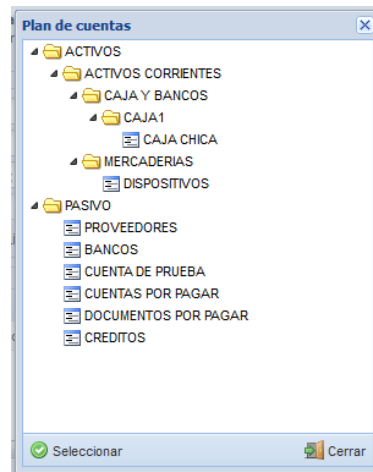 Plan de cuentas
ACTIVOS
ACTIVOS CORRIENTES
CAJA Y BANCOS
CAJA1
CAJA CHICA
MERCADERIAS
DISPOSITIVOS
PASIVO
PROVEEDORES
BANCOS
CUENTA DE PRUEBA
CUENTAS POR PAGAR
DOCUMENTOS POR PAGAR
CREDITOS
Seleccionar Cerrar